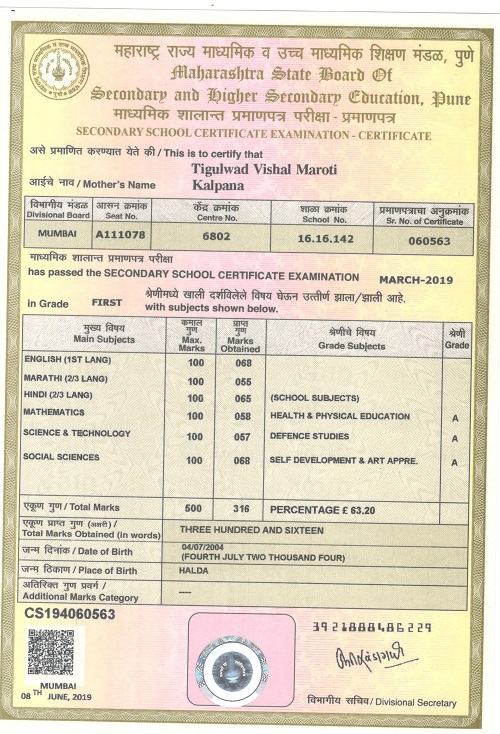 महाराष्ट्र राज्य माध्यमिक व उच्च माध्यमिक शिक्षण मंडळ, पुणे
Maharashtra State Board Of
Secondary and Higher Secondary Education, Pune
माध्यमिक शालान्त प्रमाणपत्र परीक्षा - प्रमाणपत्र
SECONDARY SCHOOL CERTIFICATE EXAMINATION - CERTIFICATE
असे प्रमाणित करण्यात येते की / This is to certify that
Tigulwad Vishal Maroti
आईचे नाव / Mother's Name Kalpana
विभागीय मंडळ आसन क्रमांक केंद्र क्रमांक शाळा क्रमांक प्रमाणपत्राचा अनुक्रमांक
Divisional Board Seat No. Centre No. School No. Sr. No. of Certificate
MUMBAI A111078 6802 16.16.142 060563
माध्यमिक शालान्त प्रमाणपत्र परीक्षा
has passed the SECONDARY SCHOOL CERTIFICATE EXAMINATION MARCH-2019
in Grade FIRST श्रेणीमध्ये खाली दर्शविलेले विषय घेऊन उत्तीर्ण झाला/झाली आहे.
with subjects shown below.
मुख्य विषय कमाल गुण प्राप्त गुण श्रेणीचे विषय श्रेणी
Main Subjects Max. Marks Marks Obtained Grade Subjects Grade
ENGLISH (1ST LANG) 100 068
MARATHI (2/3 LANG) 100 055
HINDI (2/3 LANG) 100 065 (SCHOOL SUBJECTS)
MATHEMATICS 100 058 HEALTH & PHYSICAL EDUCATION A
SCIENCE & TECHNOLOGY 100 057 DEFENCE STUDIES A
SOCIAL SCIENCES 100 068 SELF DEVELOPMENT & ART APPRE. A
एकूण गुण / Total Marks 500 316 PERCENTAGE £ 63.20
एकूण प्राप्त गुण (अक्षरी) /
Total Marks Obtained (in words) THREE HUNDRED AND SIXTEEN
जन्म दिनांक / Date of Birth 04/07/2004
(FOURTH JULY TWO THOUSAND FOUR)
जन्म ठिकाण / Place of Birth HALDA
अतिरिक्त गुण प्रवर्ग /
Additional Marks Category ----
CS194060563
3921888486229
MUMBAI
08 TH JUNE, 2019
विभागीय सचिव / Divisional Secretary